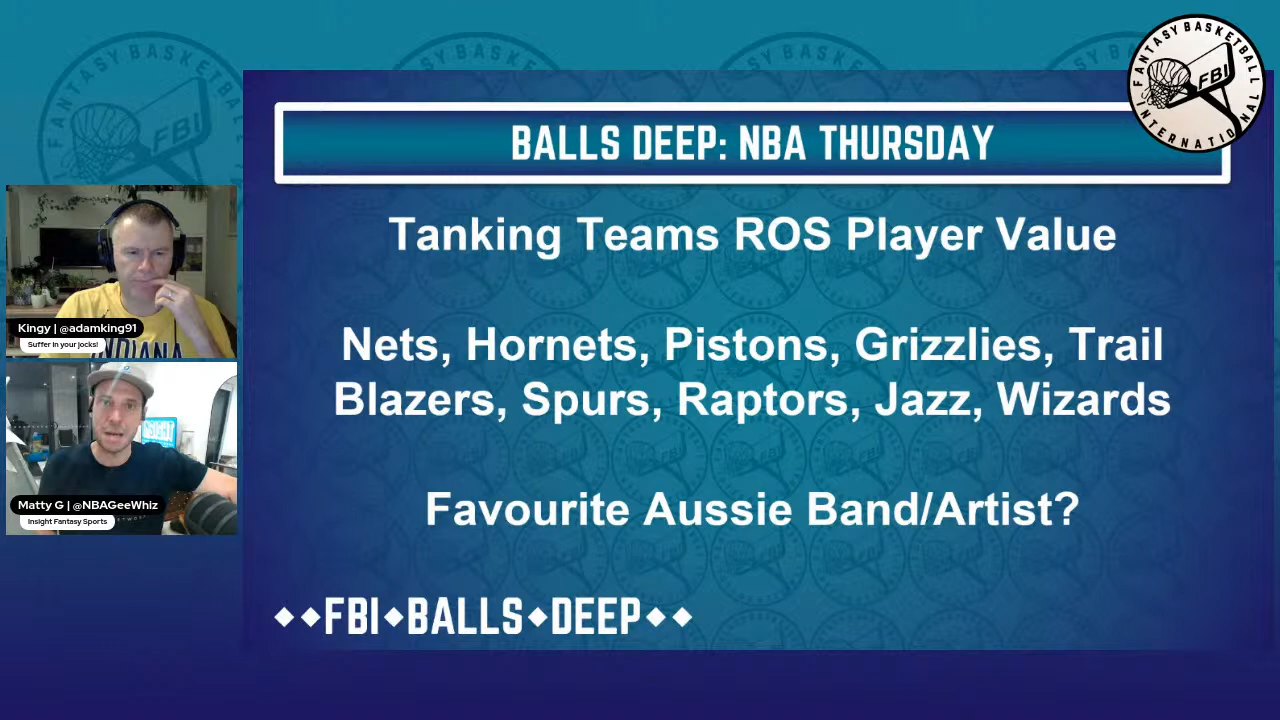 FANTASY BASKETBALL
INTERNATIONAL
FBI
BALLS DEEP: NBA THURSDAY
Tanking Teams ROS Player Value
Nets, Hornets, Pistons, Grizzlies, Trail
Blazers, Spurs, Raptors, Jazz, Wizards
Favourite Aussie Band/Artist?
FBI BALLS DEEP
Kingy | @adamking91
Suffer in your jocks!
INDIANA
Matty G | @NBAGeeWhiz
Insight Fantasy Sports